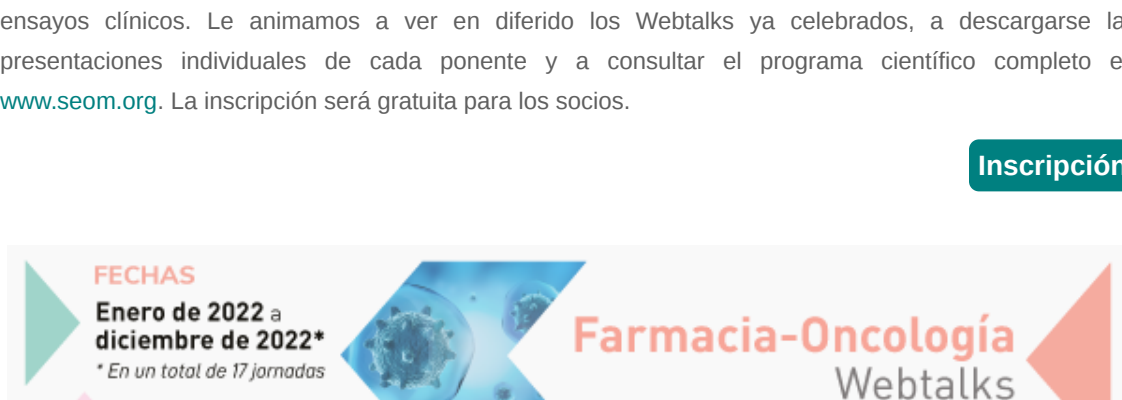 ensayos clínicos. Le animamos a ver en diferido los Webtalks ya celebrados, a descargarse la
presentaciones individuales de cada ponente y a consultar el programa científico completo e
www.seom.org. La inscripción será gratuita para los socios.
Inscripción
FECHAS
Enero de 2022 a
diciembre de 2022*
* En un total de 17 jornadas
Farmacia-Oncología
Webtalks